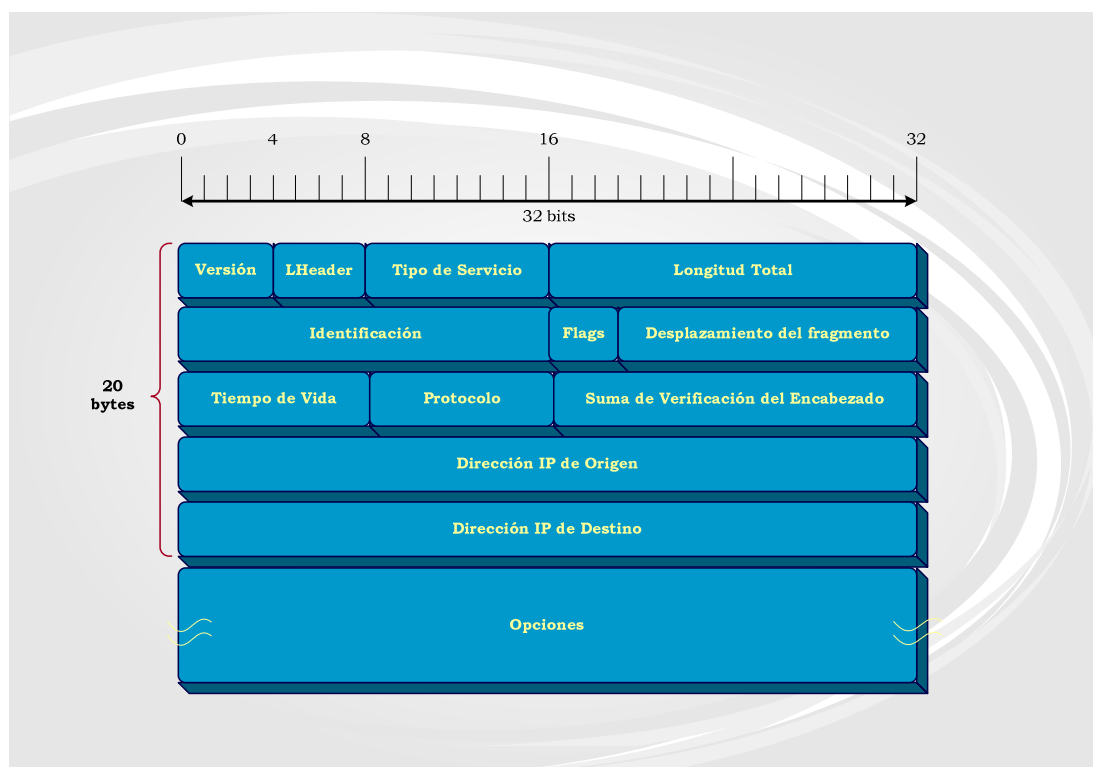 0 4 8 16 32
32 bits
Versión LHeader Tipo de Servicio Longitud Total
Identificación Flags Desplazamiento del fragmento
20
bytes
Tiempo de Vida Protocolo Suma de Verificación del Encabezado
Dirección IP de Origen
Dirección IP de Destino
Opciones